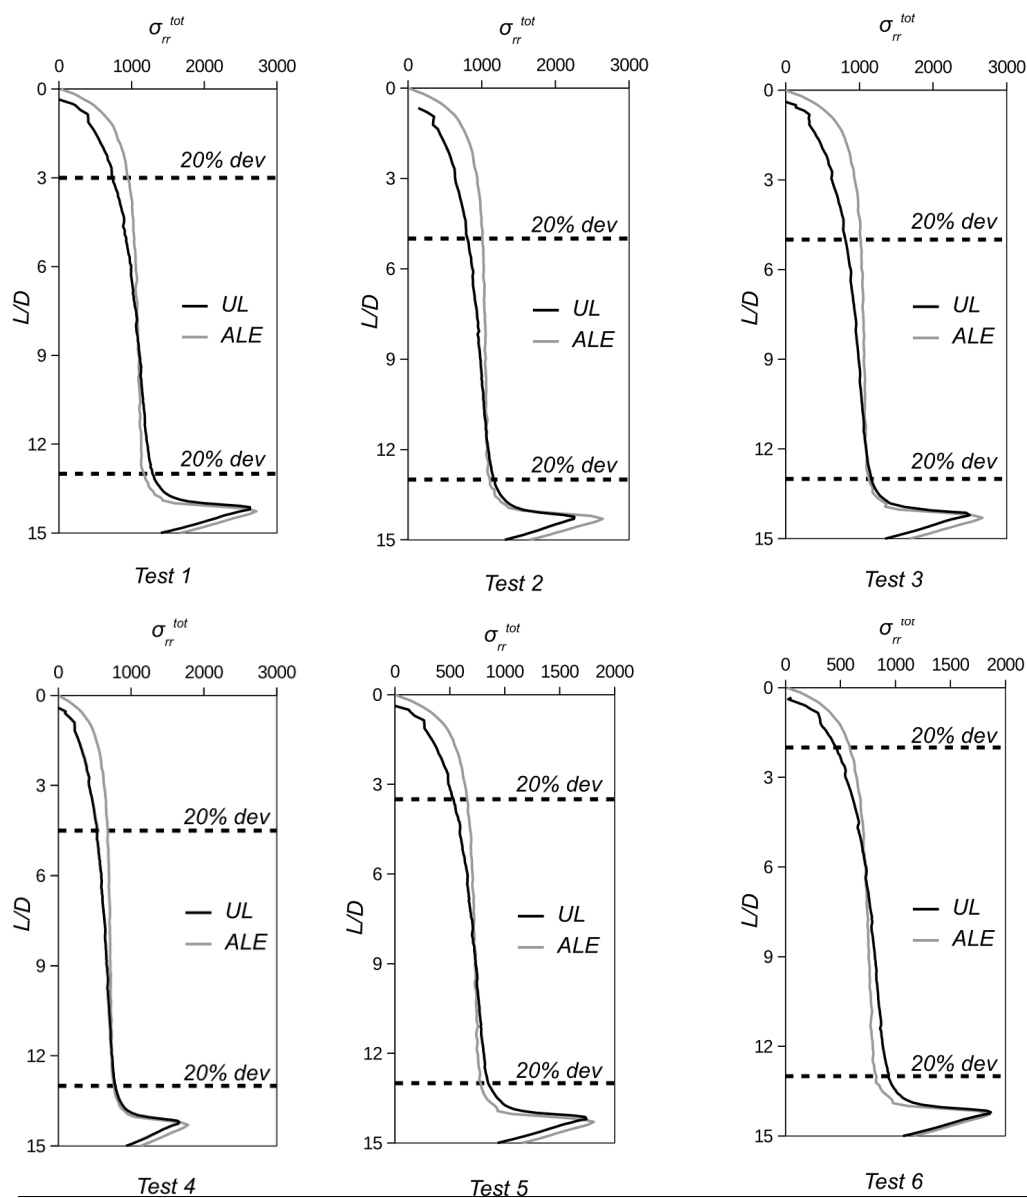 σrr tot
0 1000 2000 3000
0
3
6
9
12
15
L/D
20% dev
UL
ALE
20% dev
Test 1
σrr tot
0 1000 2000 3000
0
3
6
9
12
15
L/D
20% dev
UL
ALE
20% dev
Test 2
σrr tot
0 1000 2000 3000
0
3
6
9
12
15
L/D
20% dev
UL
ALE
20% dev
Test 3
σrr tot
0 1000 2000 3000
0
3
6
9
12
15
L/D
20% dev
UL
ALE
20% dev
Test 4
σrr tot
0 500 1000 1500 2000
0
3
6
9
12
15
L/D
20% dev
UL
ALE
20% dev
Test 5
σrr tot
0 500 1000 1500 2000
0
3
6
9
12
15
L/D
20% dev
UL
ALE
20% dev
Test 6